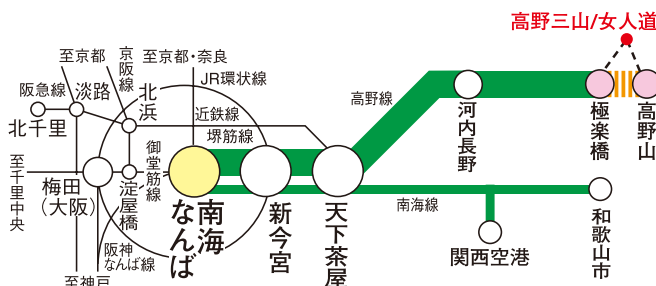 高野三山/女人道
至京都
京阪線
至京都・奈良
阪急線
淡路
北浜
JR環状線
近鉄線
高野線
北千里
堺筋線
河内長野
極楽橋
高野山
至千里中央
御堂筋線
梅田
（大阪）
淀屋橋
南海
なんば
新今宮
天下茶屋
南海線
和歌山市
関西空港
阪神
なんば線
至神戸